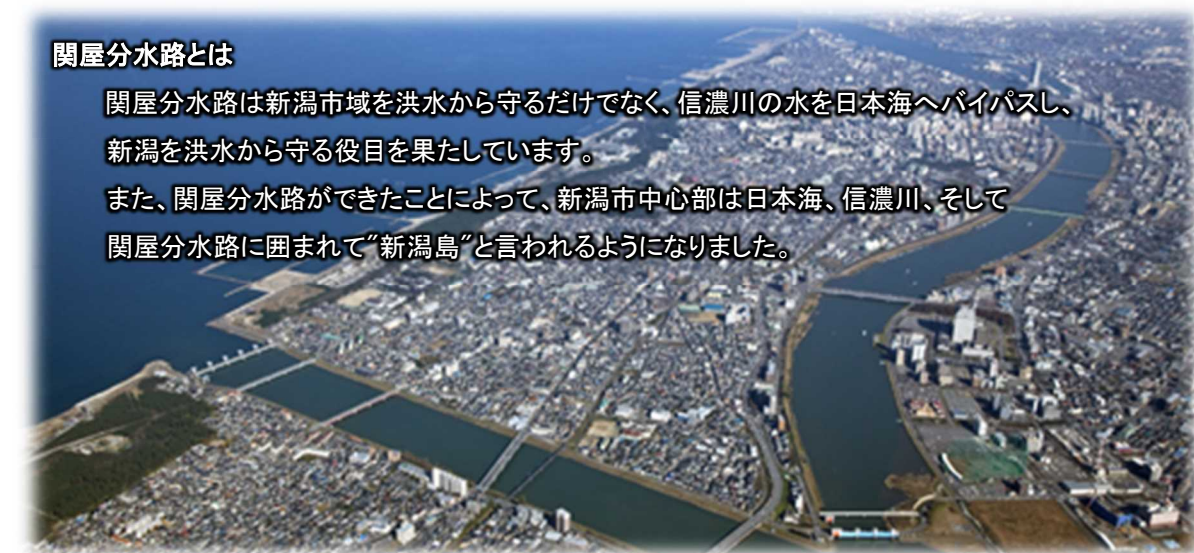 関屋分水路とは
関屋分水路は新潟市域を洪水から守るだけでなく、信濃川の水を日本海へバイパスし、
新潟を洪水から守る役目を果たしています。
また、関屋分水路ができたことによって、新潟市中心部は日本海、信濃川、そして
関屋分水路に囲まれて″新潟島″と言われるようになりました。